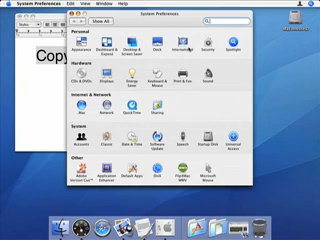 System Preferences Edit View Window Help
System Preferences
Show All
Personal
Appearance Dashboard & Exposé Desktop & Screen Saver Dock International Security Spotlight
Hardware
CDs & DVDs Displays Energy Saver Keyboard & Mouse Print & Fax Sound
Internet & Network
.Mac Network QuickTime Sharing
System
Accounts Classic Date & Time Software Update Speech Startup Disk Universal Access
Other
Adobe Version Cue™ Application Enhancer Default Apps DivX Flip4Mac WMV Microsoft Mouse
Copy